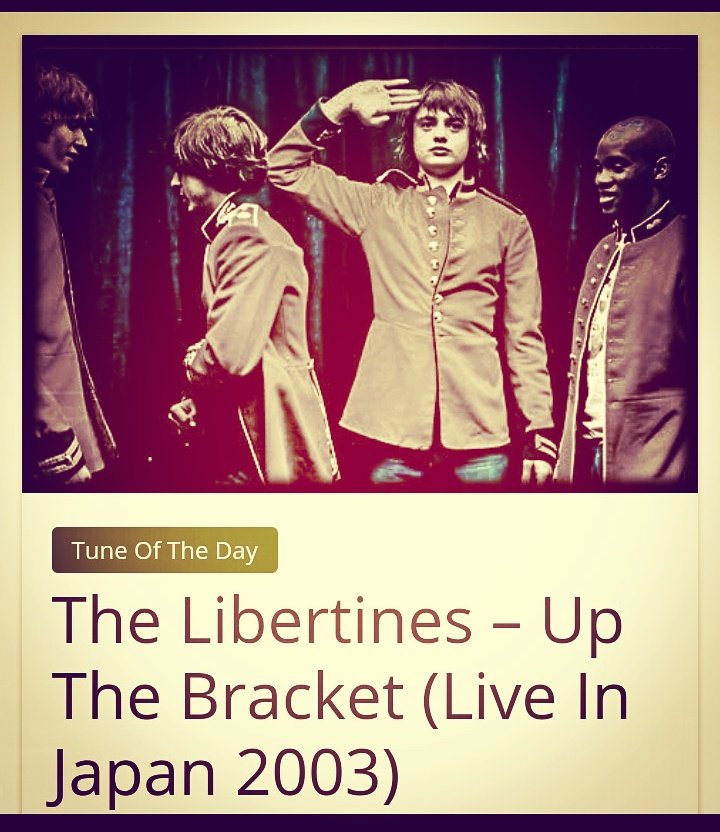 Tune Of The Day
The Libertines – Up
The Bracket (Live In
Japan 2003)